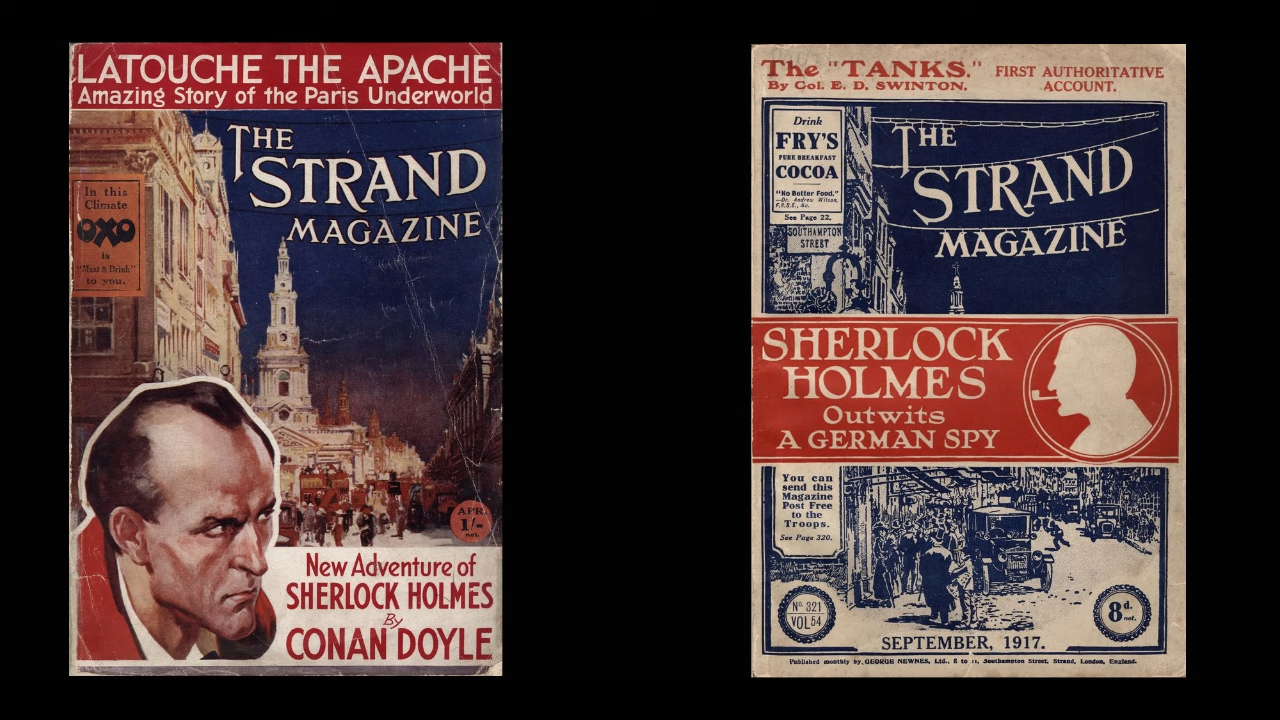 LATOUCHE THE APACHE
Amazing Story of the Paris Underworld
THE
STRAND
MAGAZINE
In this
Climate
OXO
is
"Meat & Drink"
to you.
APR.
1/-
net.
New Adventure of
SHERLOCK HOLMES
By
CONAN DOYLE
The "TANKS."
By Col. E. D. SWINTON.
FIRST AUTHORITATIVE
ACCOUNT.
Drink
FRY'S
PURE BREAKFAST
COCOA
"No Better Food."
—Dr. Andrew Wilson,
F.R.S.E., &c.
See Page 22.
SOUTHAMPTON
STREET
THE
STRAND
MAGAZINE
SHERLOCK
HOLMES
Outwits
A GERMAN SPY
You can
send this
Magazine
Post Free
to the
Troops.
See Page 320.
No. 321
VOL 54
8d.
net.
SEPTEMBER, 1917.
Published monthly by GEORGE NEWNES, Ltd., 8 to 11, Southampton Street, Strand, London, England.